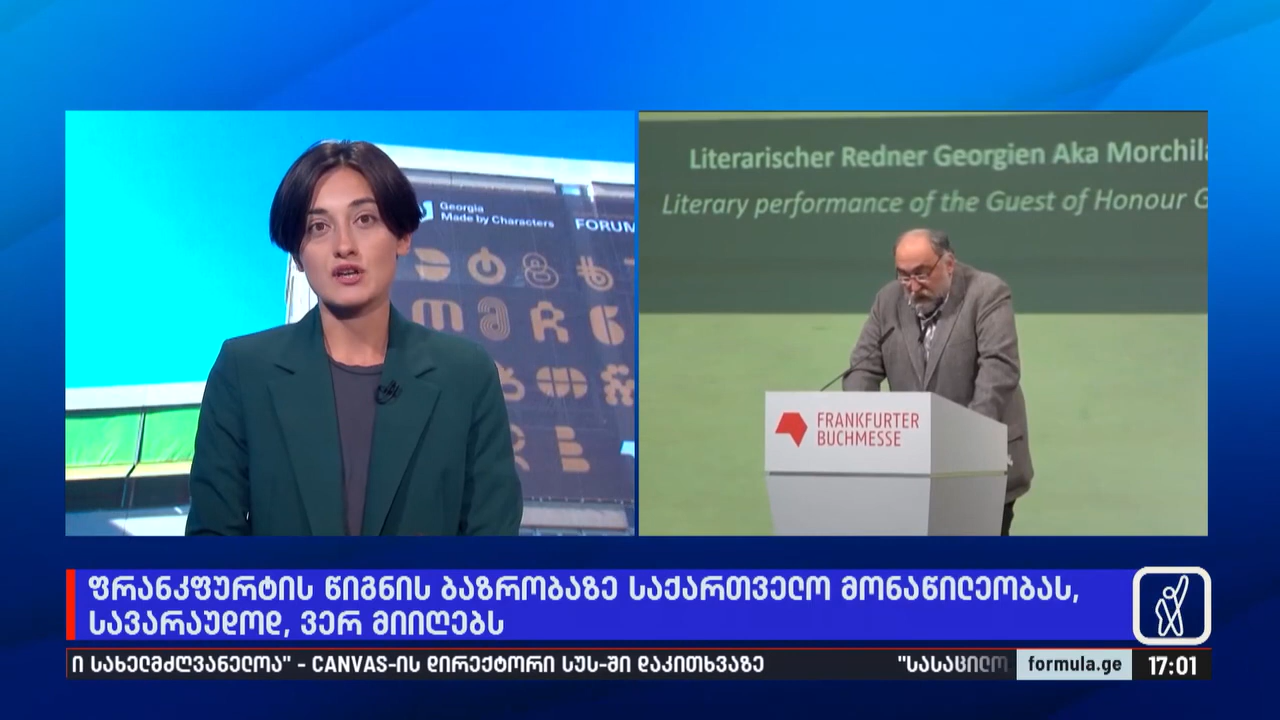 Georgia
Made by Characters
FORUM
Literarischer Redner Georgien Aka Morchila
Literary performance of the Guest of Honour G
FRANKFURTER
BUCHMESSE
ფრანკფურტის წიგნის ბაზრობაზე საქართველო მონაწილეობას,
სავარაუდოდ, ვერ მიიღებს
ი სახელმძღვანელოა" - CANVAS-ის დირექტორი სუს-ში დაკითხვაზე "სასაცილო
formula.ge 17:01